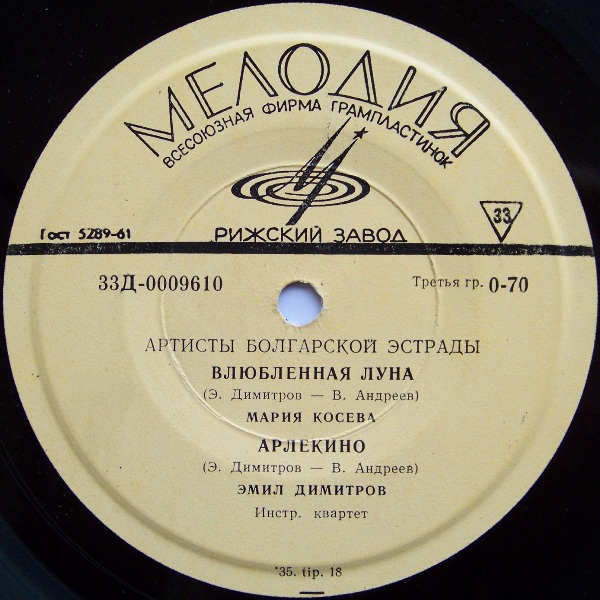 МЕЛОДИЯ
ВСЕСОЮЗНАЯ ФИРМА ГРАМПЛАСТИНОК
Гост 5289-61
РИЖСКИЙ ЗАВОД
33
33Д-0009610
Третья гр. 0-70
АРТИСТЫ БОЛГАРСКОЙ ЭСТРАДЫ
ВЛЮБЛЕННАЯ ЛУНА
(Э. Димитров — В. Андреев)
МАРИЯ КОСЕВА
АРЛЕКИНО
(Э. Димитров — В. Андреев)
ЭМИЛ ДИМИТРОВ
Инстр. квартет
'35. tip. 18